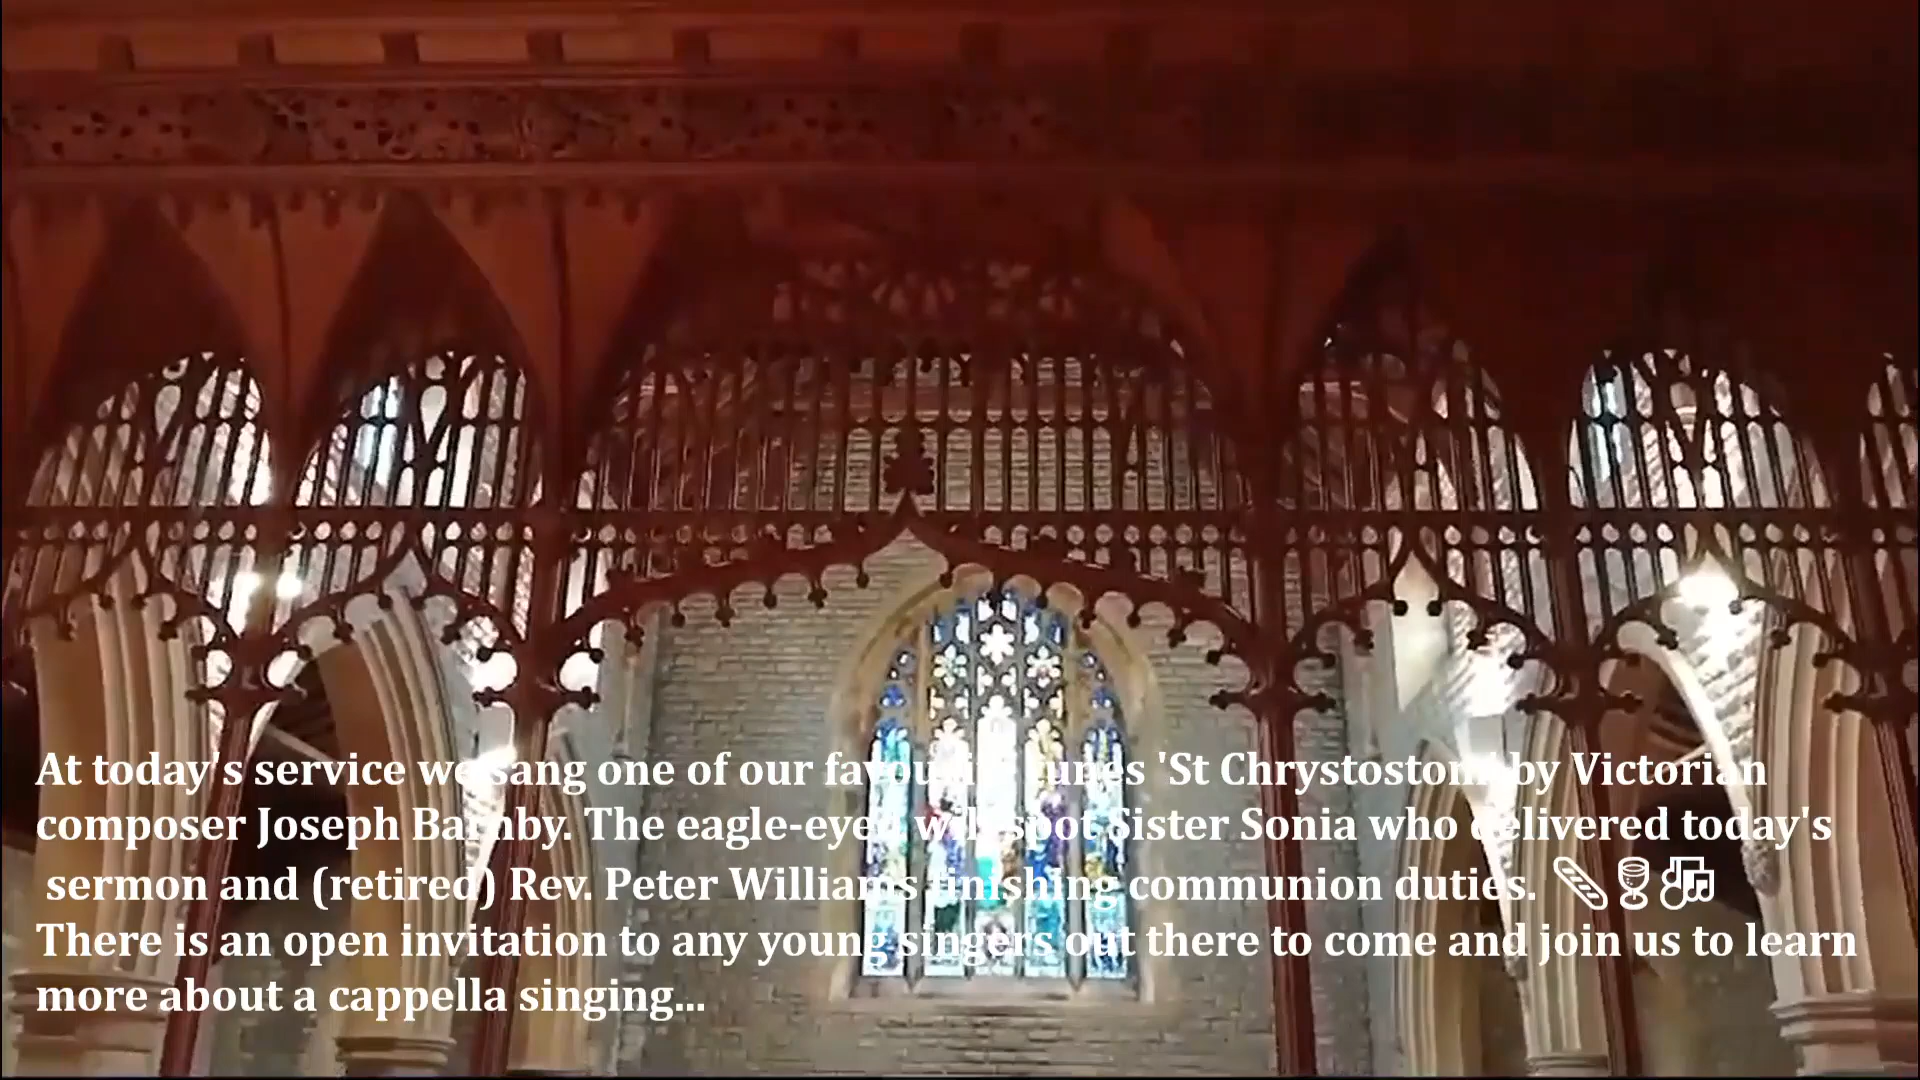 At today's service we sang one of our favourite tunes 'St Chrystostom' by Victorian
composer Joseph Barnby. The eagle-eyed will spot Sister Sonia who delivered today's
sermon and (retired) Rev. Peter Williams finishing communion duties. 🥖🍷🎶
There is an open invitation to any young singers out there to come and join us to learn
more about a cappella singing...